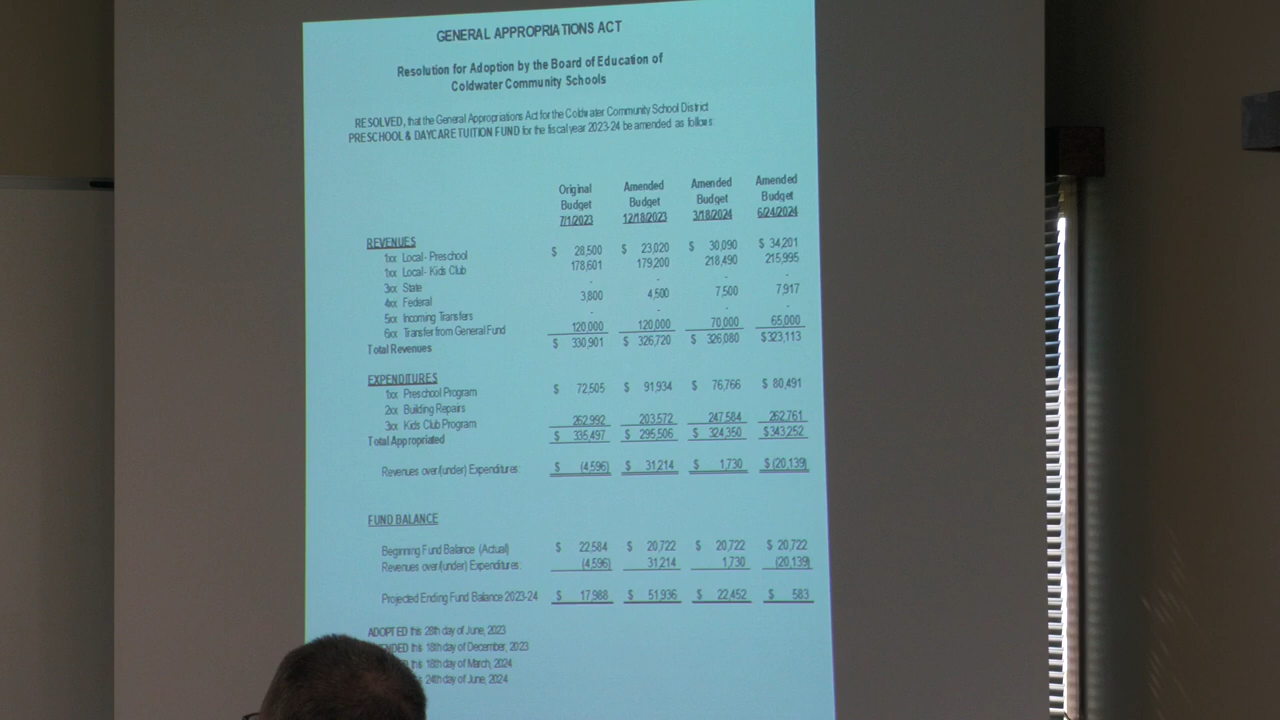 GENERAL APPROPRIATIONS ACT
Resolution for Adoption by the Board of Education of
Coldwater Community Schools
RESOLVED, that the General Appropriations Act for the Coldwater Community School District
PRESCHOOL & DAYCARE TUITION FUND for the fiscal year 2023-24 be amended as follows:
Original Amended Amended Amended
Budget Budget Budget Budget
7/1/2023 12/18/2023 3/18/2024 6/24/2024
REVENUES
1xx Local - Preschool $ 28,500 $ 23,020 $ 30,090 $ 34,201
1xx Local - Kids Club 178,601 179,200 218,490 215,995
3xx State - - - -
4xx Federal 3,800 4,500 7,500 7,917
5xx Incoming Transfers - - - -
6xx Transfer from General Fund 120,000 120,000 70,000 65,000
Total Revenues $ 330,901 $ 326,720 $ 326,080 $323,113
EXPENDITURES
1xx Preschool Program $ 72,505 $ 91,934 $ 76,766 $ 80,491
2xx Building Repairs
3xx Kids Club Program 262,992 203,572 247,584 262,761
Total Appropriated $ 335,497 $ 295,506 $ 324,350 $343,252
Revenues over/(under) Expenditures: $ (4,596) $ 31,214 $ 1,730 $ (20,139)
FUND BALANCE
Beginning Fund Balance (Actual) $ 22,584 $ 20,722 $ 20,722 $ 20,722
Revenues over/(under) Expenditures: (4,596) 31,214 1,730 (20,139)
Projected Ending Fund Balance 2023-24 $ 17,988 $ 51,936 $ 22,452 $ 583
ADOPTED this 28th day of June, 2023
this 18th day of December, 2023
this 18th day of March, 2024
24th day of June, 2024